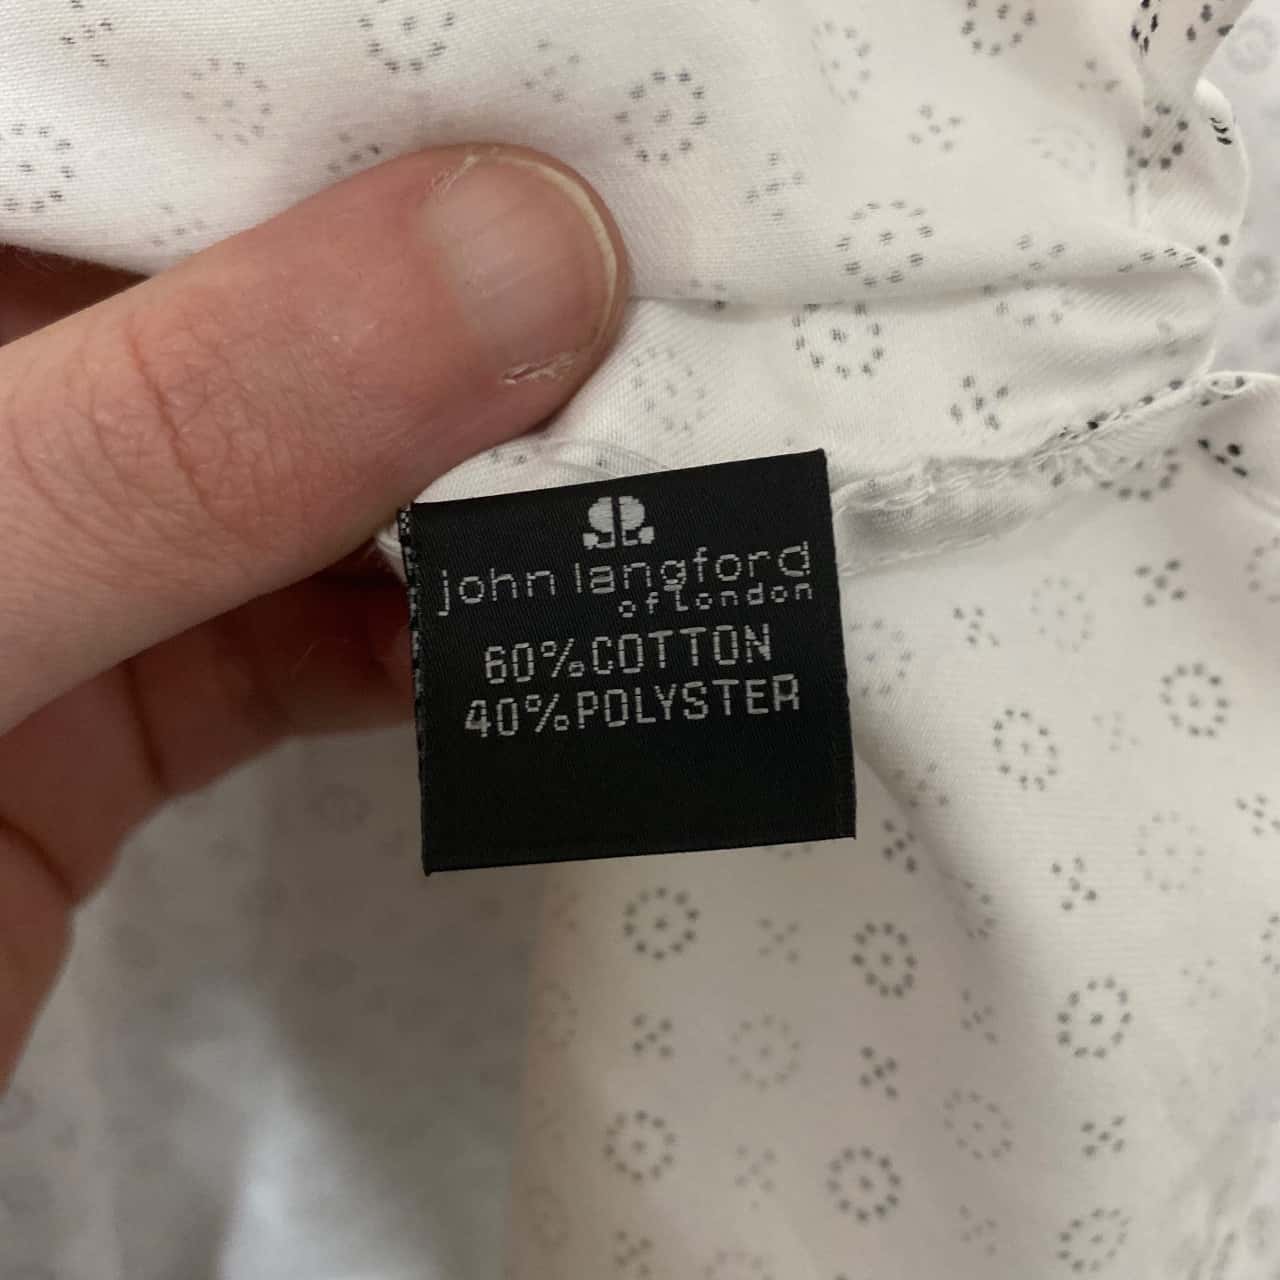 john langford
of London
60%COTTON
40%POLYSTER